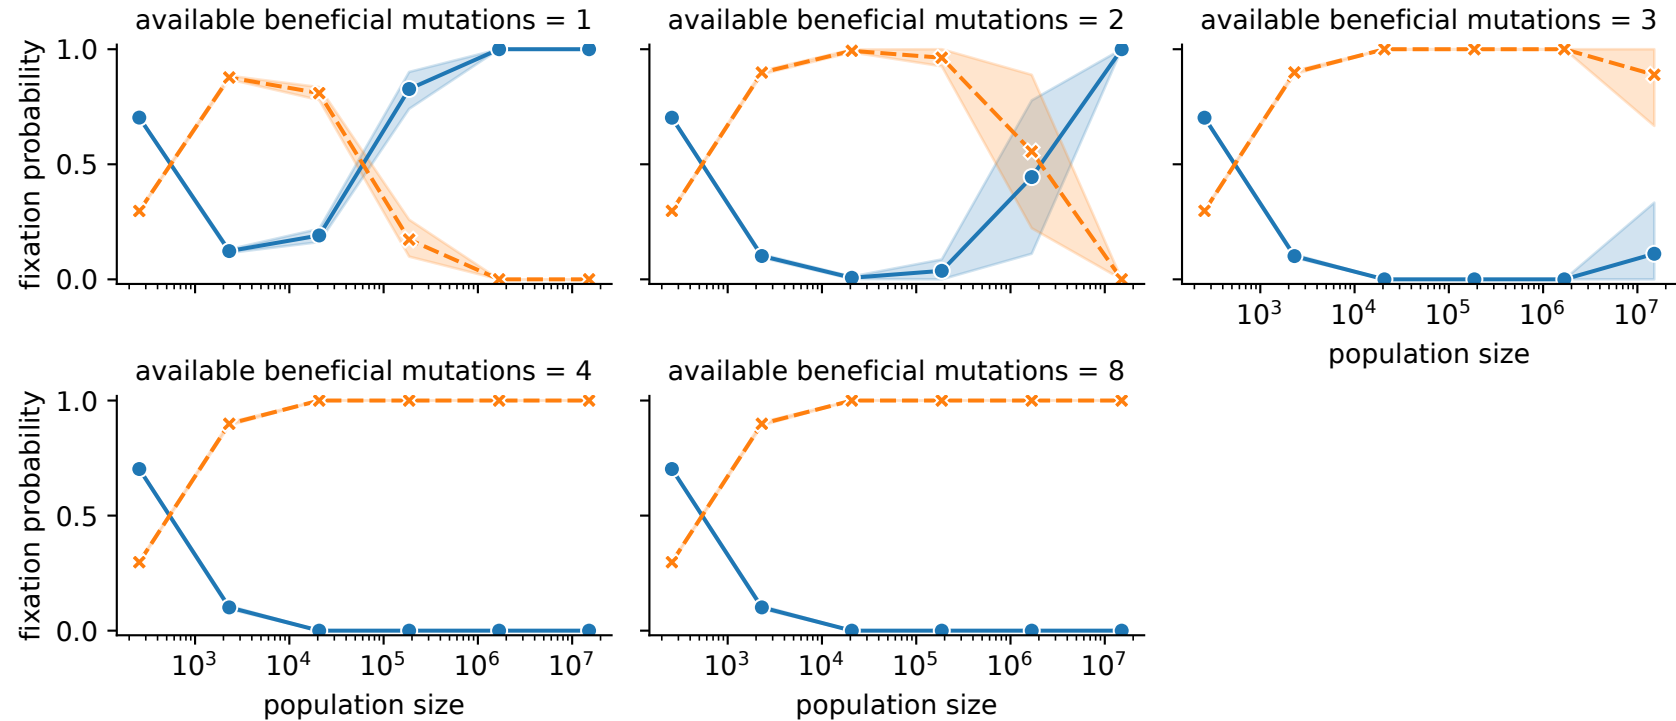 available beneficial mutations = 1
available beneficial mutations = 2
available beneficial mutations = 3
fixation probability
1.0
0.5
0.0
10³ 10⁴ 10⁵ 10⁶ 10⁷
population size
available beneficial mutations = 4
available beneficial mutations = 8
fixation probability
1.0
0.5
0.0
10³ 10⁴ 10⁵ 10⁶ 10⁷
population size
10³ 10⁴ 10⁵ 10⁶ 10⁷
population size